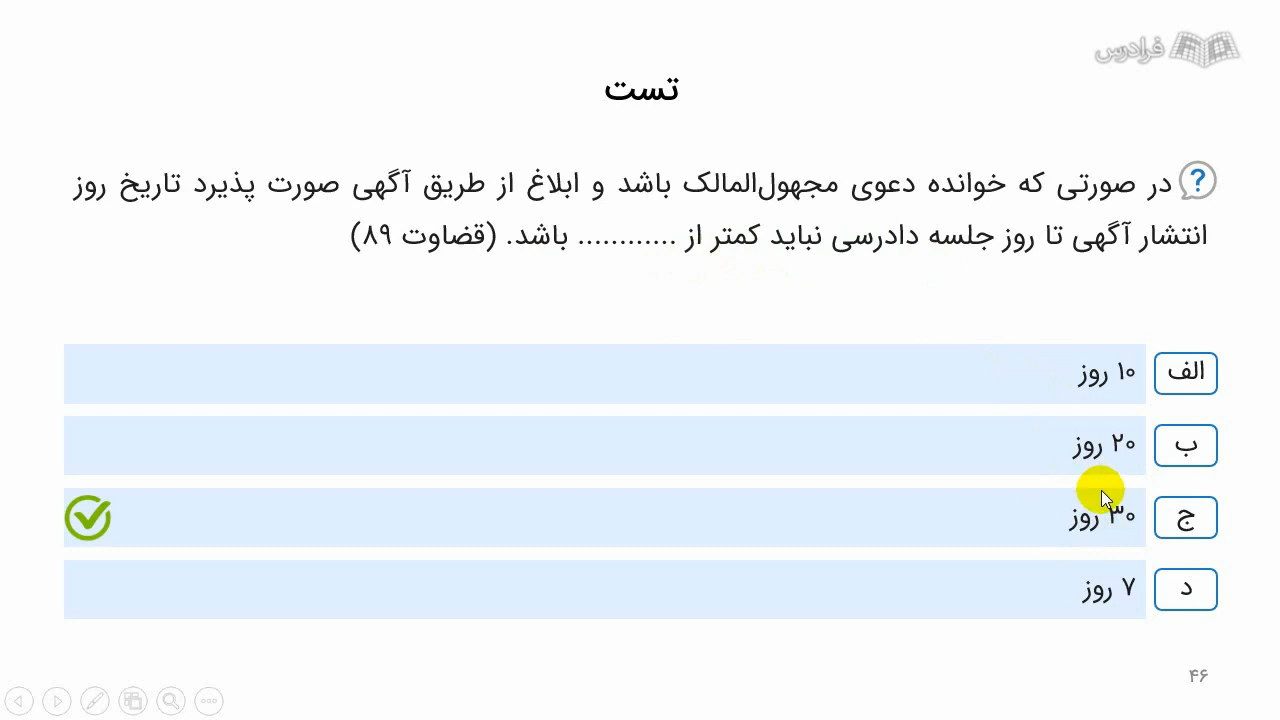 فرادرس
تست
در صورتی که خوانده دعوی مجهول‌المالک باشد و ابلاغ از طریق آگهی صورت پذیرد تاریخ روز
انتشار آگهی تا روز جلسه دادرسی نباید کمتر از ............ باشد. (قضاوت ۸۹)
الف ۱۰ روز
ب ۲۰ روز
ج ۳۰ روز
د ۷ روز
۴۶